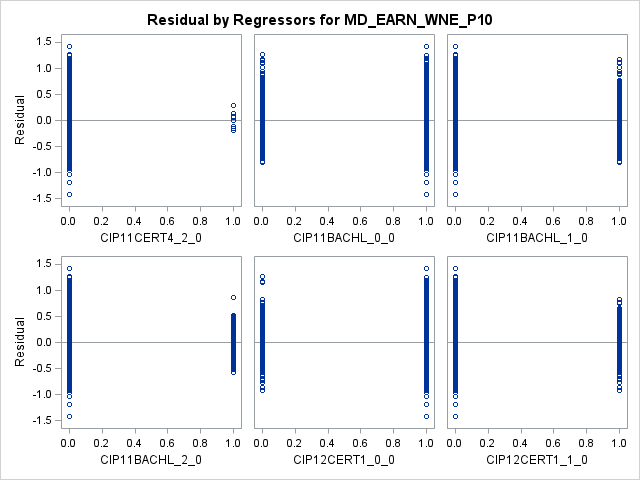 Residual by Regressors for MD_EARN_WNE_P10
Residual
1.5
1.0
0.5
0.0
-0.5
-1.0
-1.5
0.0 0.2 0.4 0.6 0.8 1.0
CIP11CERT4_2_0
0.0 0.2 0.4 0.6 0.8 1.0
CIP11BACHL_0_0
0.0 0.2 0.4 0.6 0.8 1.0
CIP11BACHL_1_0
Residual
1.5
1.0
0.5
0.0
-0.5
-1.0
-1.5
0.0 0.2 0.4 0.6 0.8 1.0
CIP11BACHL_2_0
0.0 0.2 0.4 0.6 0.8 1.0
CIP12CERT1_0_0
0.0 0.2 0.4 0.6 0.8 1.0
CIP12CERT1_1_0